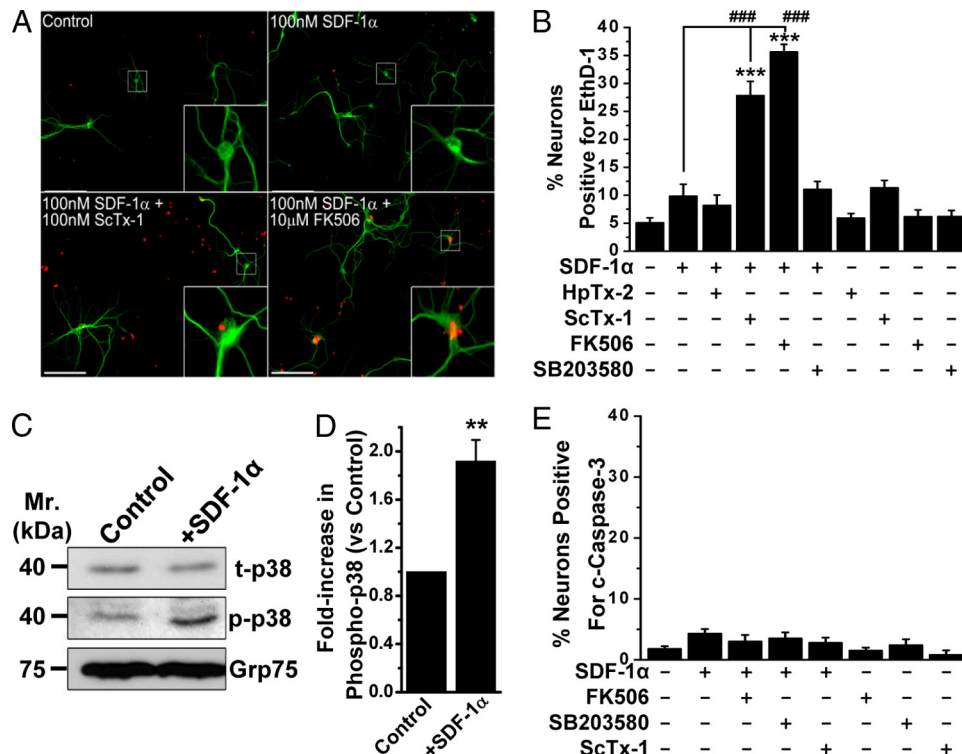 A
Control
100nM SDF-1α
100nM SDF-1α +
100nM ScTx-1
100nM SDF-1α +
10µM FK506
B
% Neurons
Positive for EthD-1
40
35
30
25
20
15
10
5
0
### ###
***
***
SDF-1α - + + + + + - - - -
HpTx-2 - - + - - - + - - -
ScTx-1 - - - + - - - + - -
FK506 - - - - + - - - + -
SB203580 - - - - - + - - - +
C
Mr.
(kDa)
Control
+SDF-1α
40 t-p38
40 p-p38
75 Grp75
D
Fold-increase in
Phospho-p38 (vs Control)
2.0
1.6
1.2
0.8
0.4
0.0
**
Control
+SDF-1α
E
% Neurons Positive
For c-Caspase-3
40
30
20
10
0
SDF-1α - + + + + - - -
FK506 - - + - - + - -
SB203580 - - - + - - + -
ScTx-1 - - - - + - - +